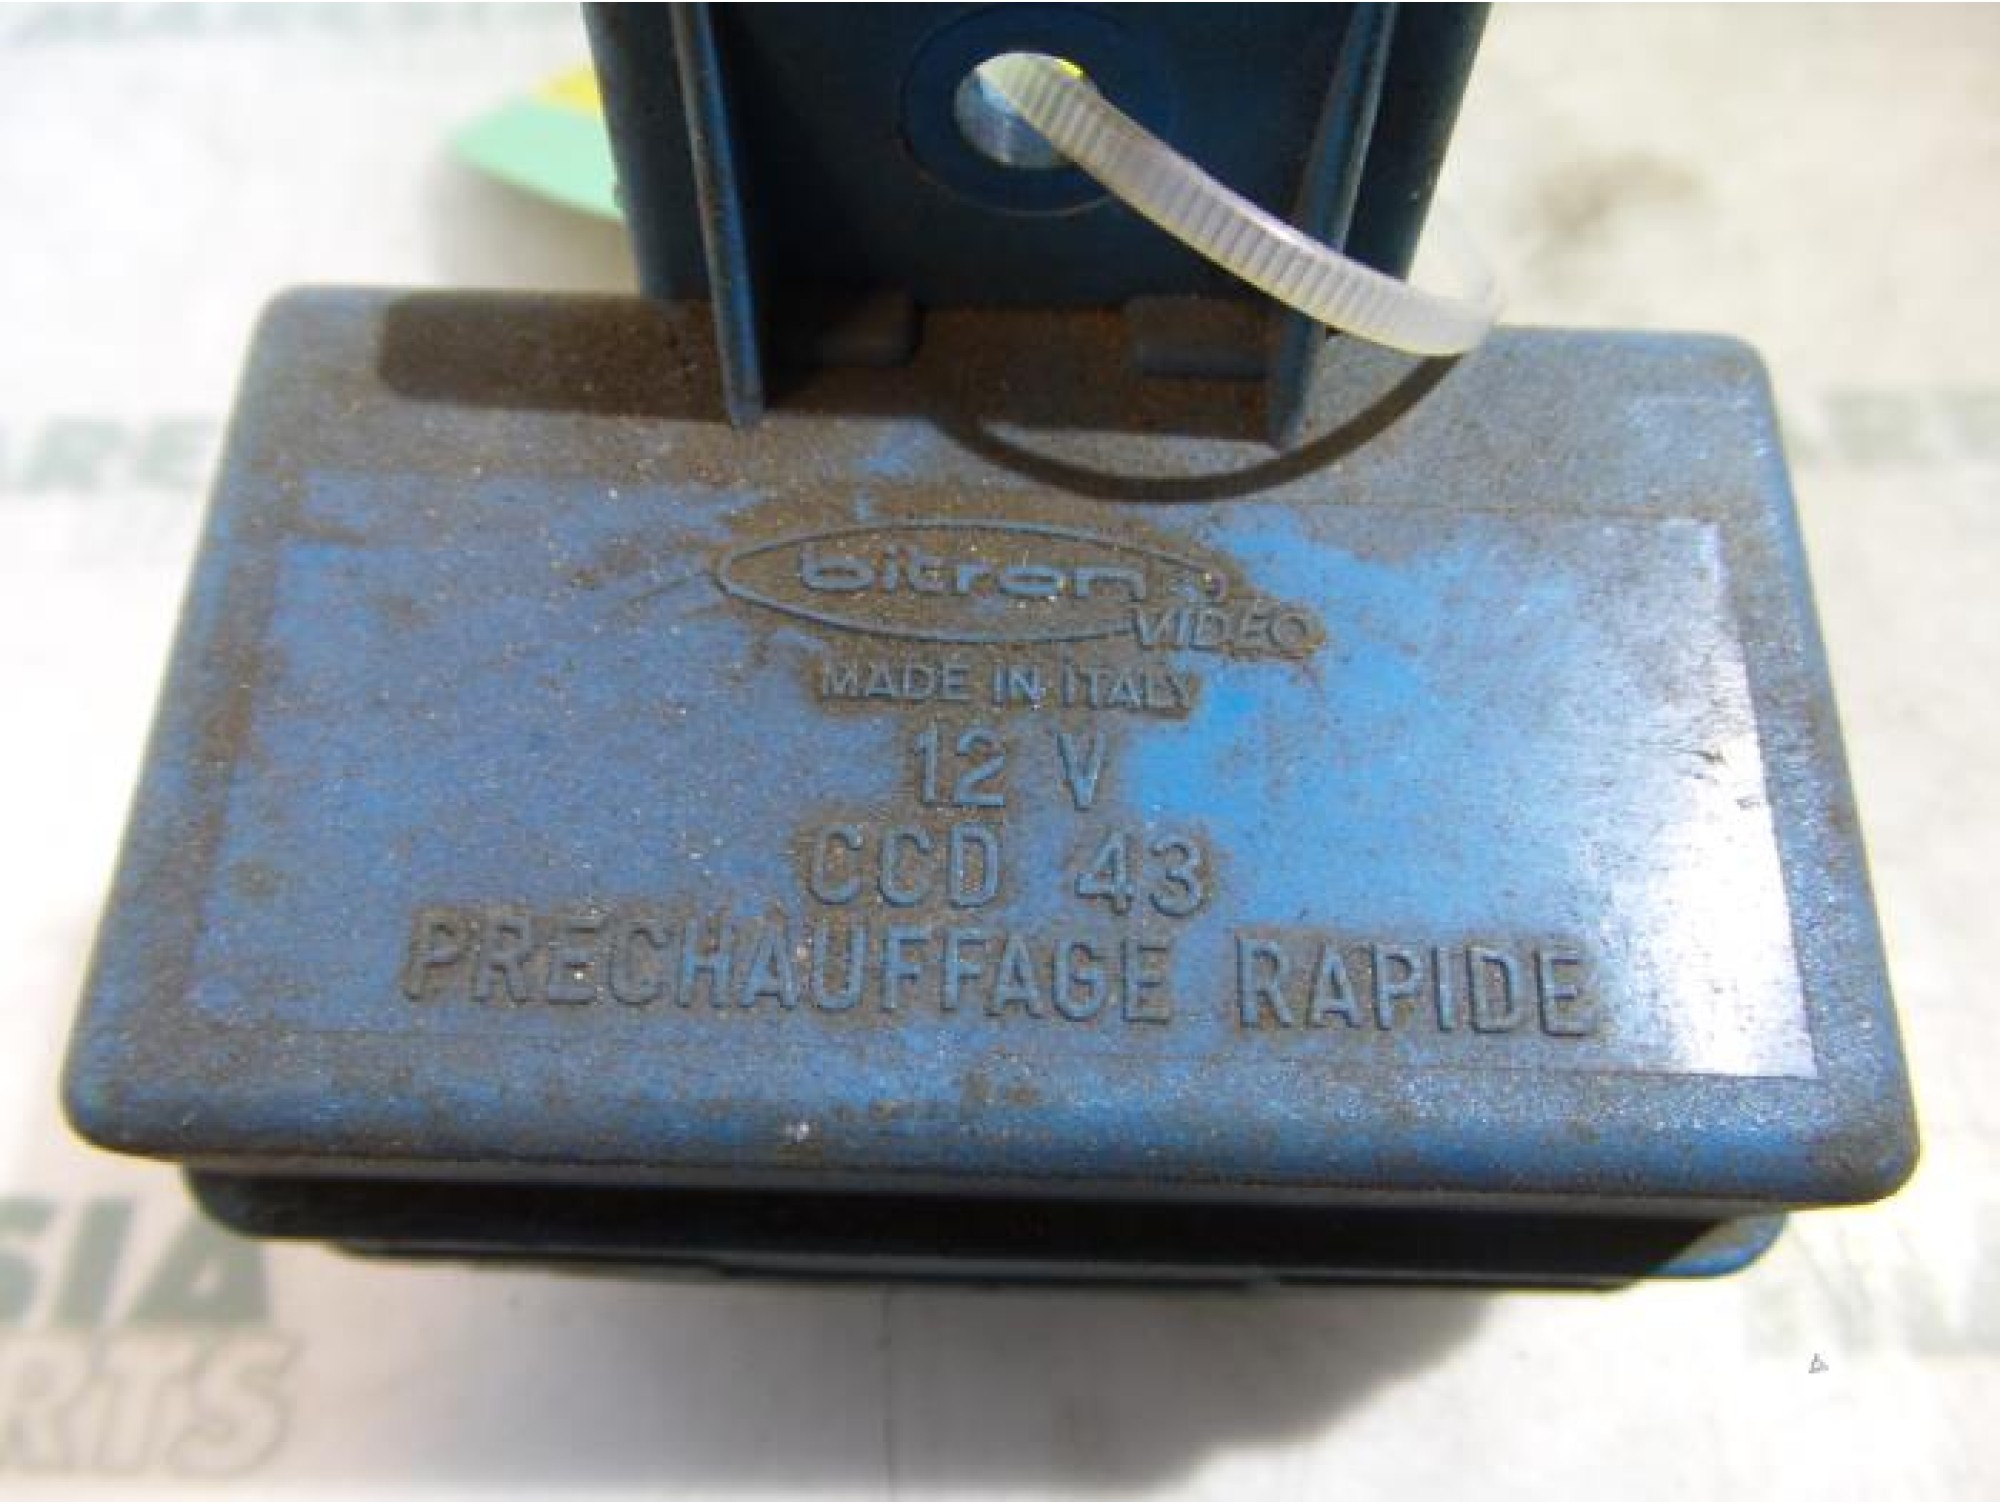 bitron
VIDEO
MADE IN ITALY
12 V
CCD 43
PRECHAUFFAGE RAPIDE